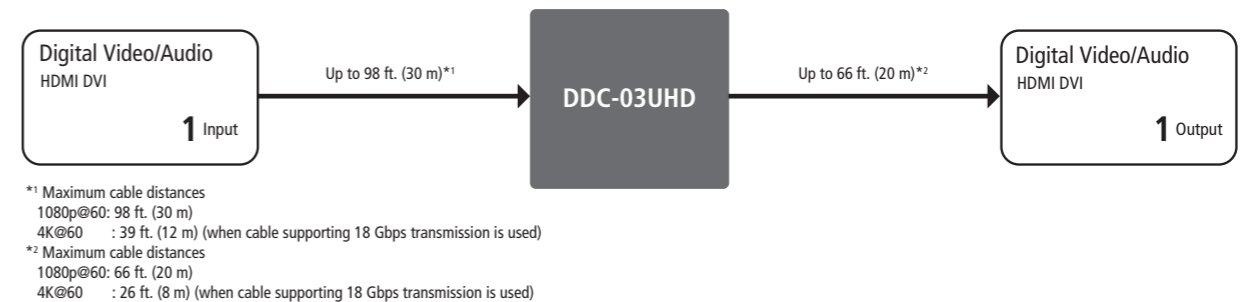 Digital Video/Audio
HDMI DVI
1 Input
Up to 98 ft. (30 m)*1
DDC-03UHD
Up to 66 ft. (20 m)*2
Digital Video/Audio
HDMI DVI
1 Output
*1 Maximum cable distances
1080p@60: 98 ft. (30 m)
4K@60 : 39 ft. (12 m) (when cable supporting 18 Gbps transmission is used)
*2 Maximum cable distances
1080p@60: 66 ft. (20 m)
4K@60 : 26 ft. (8 m) (when cable supporting 18 Gbps transmission is used)